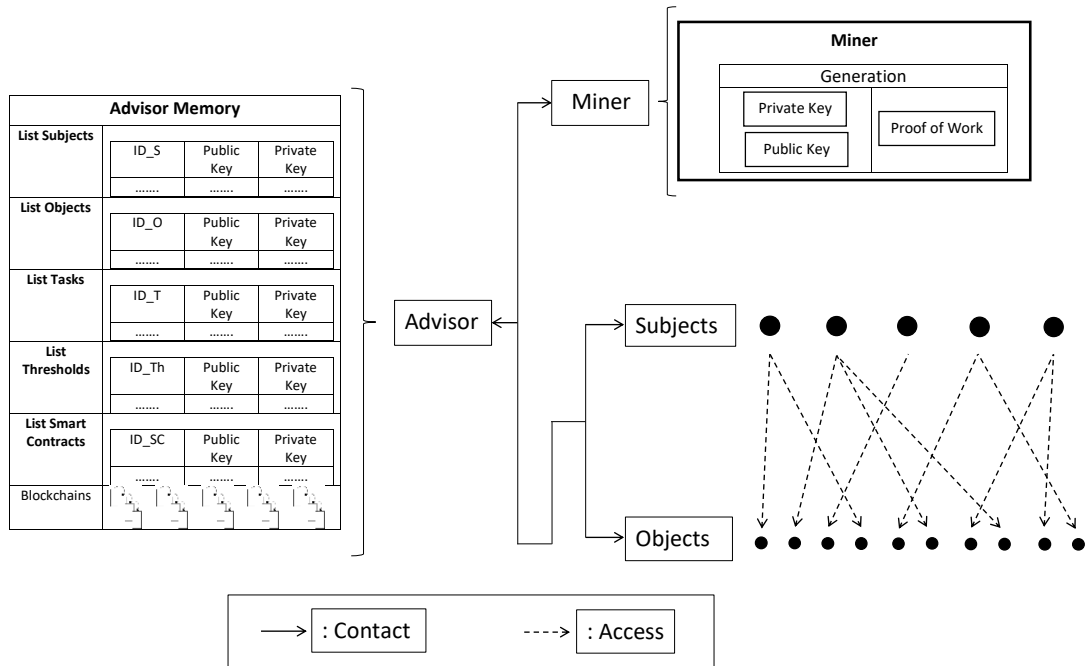 Advisor Memory
List Subjects
ID_S
Public
Key
Private
Key
.......
.......
.......
List Objects
ID_O
Public
Key
Private
Key
.......
.......
.......
List Tasks
ID_T
Public
Key
Private
Key
.......
.......
.......
List
Thresholds
ID_Th
Public
Key
Private
Key
.......
.......
.......
List Smart
Contracts
ID_SC
Public
Key
Private
Key
.......
.......
.......
Blockchains
Advisor
Miner
Miner
Generation
Private Key
Public Key
Proof of Work
Subjects
Objects
: Contact
: Access